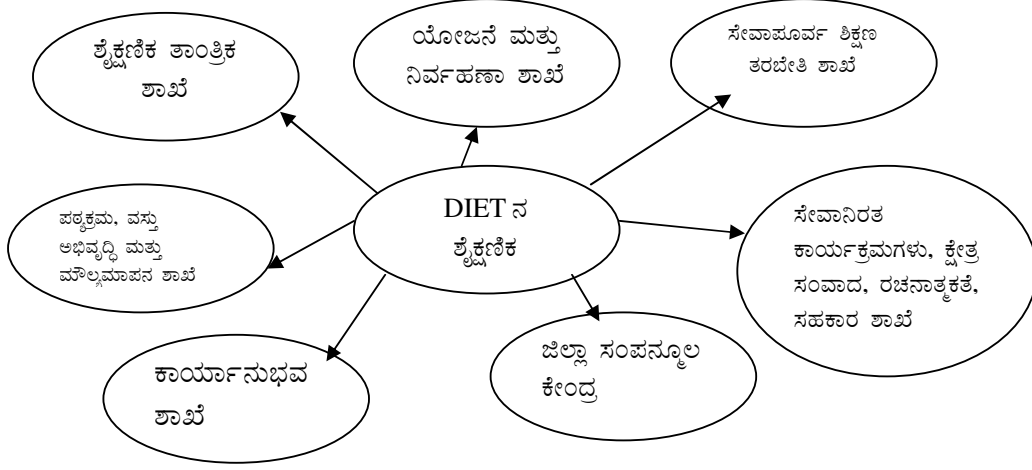 ಶೈಕ್ಷಣಿಕ ತಾಂತ್ರಿಕ
ಶಾಖೆ
ಯೋಜನೆ ಮತ್ತು
ನಿರ್ವಹಣಾ ಶಾಖೆ
ಸೇವಾಪೂರ್ವ ಶಿಕ್ಷಣ
ತರಬೇತಿ ಶಾಖೆ
DIET ನ
ಶೈಕ್ಷಣಿಕ
ಪಠ್ಯಕ್ರಮ, ವಸ್ತು
ಅಭಿವೃದ್ಧಿ ಮತ್ತು
ಮೌಲ್ಯಮಾಪನ ಶಾಖೆ
ಸೇವಾನಿರತ
ಕಾರ್ಯಕ್ರಮಗಳು, ಕ್ಷೇತ್ರ
ಸಂವಾದ, ರಚನಾತ್ಮಕತೆ,
ಸಹಕಾರ ಶಾಖೆ
ಕಾರ್ಯಾನುಭವ
ಶಾಖೆ
ಜಿಲ್ಲಾ ಸಂಪನ್ಮೂಲ
ಕೇಂದ್ರ